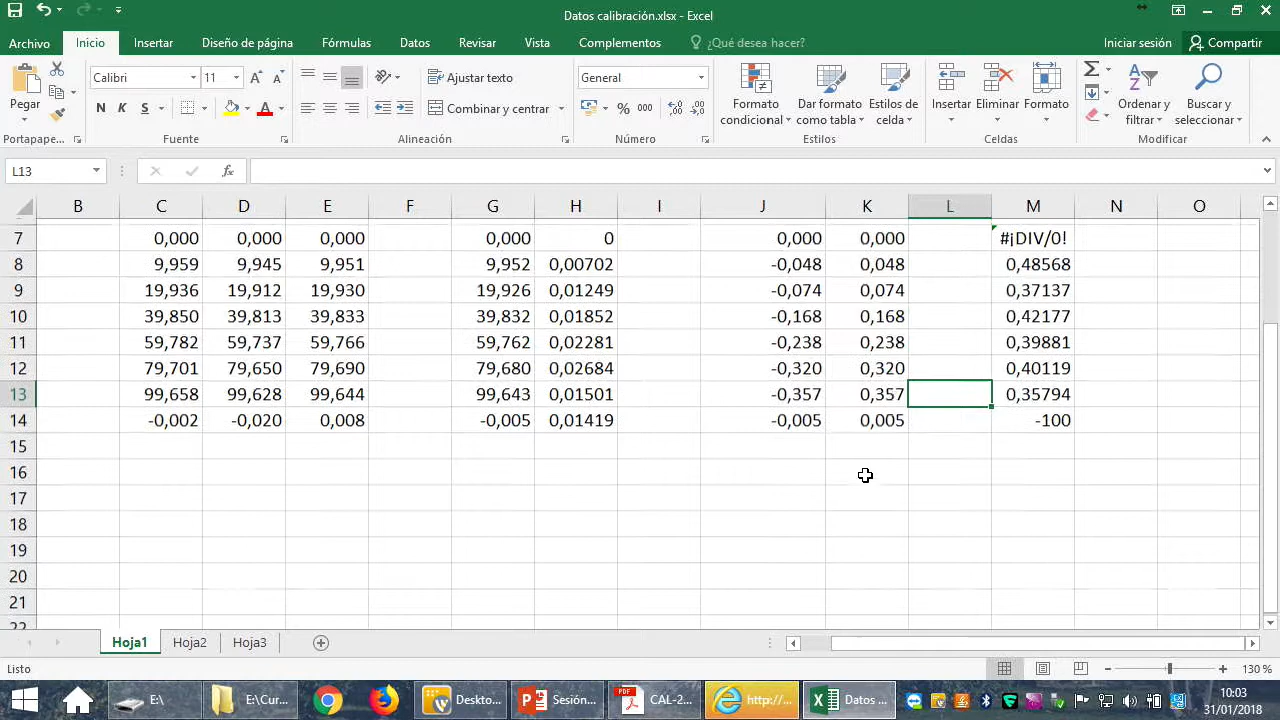 Datos calibración.xlsx - Excel
Archivo Inicio Insertar Diseño de página Fórmulas Datos Revisar Vista Complementos ¿Qué desea hacer? Iniciar sesión Compartir
Pegar
Calibri 11
N K S
Ajustar texto
Combinar y centrar
General
% 000
Formato condicional
Dar formato como tabla
Estilos de celda
Insertar
Eliminar
Formato
Ordenar y filtrar
Buscar y seleccionar
Portapape... Fuente Alineación Número Estilos Celdas Modificar
L13 fx
B C D E F G H I J K L M N O
7 0,000 0,000 0,000 0,000 0 0,000 0,000 #¡DIV/0!
8 9,959 9,945 9,951 9,952 0,00702 -0,048 0,048 0,48568
9 19,936 19,912 19,930 19,926 0,01249 -0,074 0,074 0,37137
10 39,850 39,813 39,833 39,832 0,01852 -0,168 0,168 0,42177
11 59,782 59,737 59,766 59,762 0,02281 -0,238 0,238 0,39881
12 79,701 79,650 79,690 79,680 0,02684 -0,320 0,320 0,40119
13 99,658 99,628 99,644 99,643 0,01501 -0,357 0,357 0,35794
14 -0,002 -0,020 0,008 -0,005 0,01419 -0,005 0,005 -100
15
16
17
18
19
20
21
22
Hoja1 Hoja2 Hoja3
Listo 130 %
E:\ E:\Cur... Deskto... Sesión... CAL-2... http://... Datos ... 10:03
31/01/2018